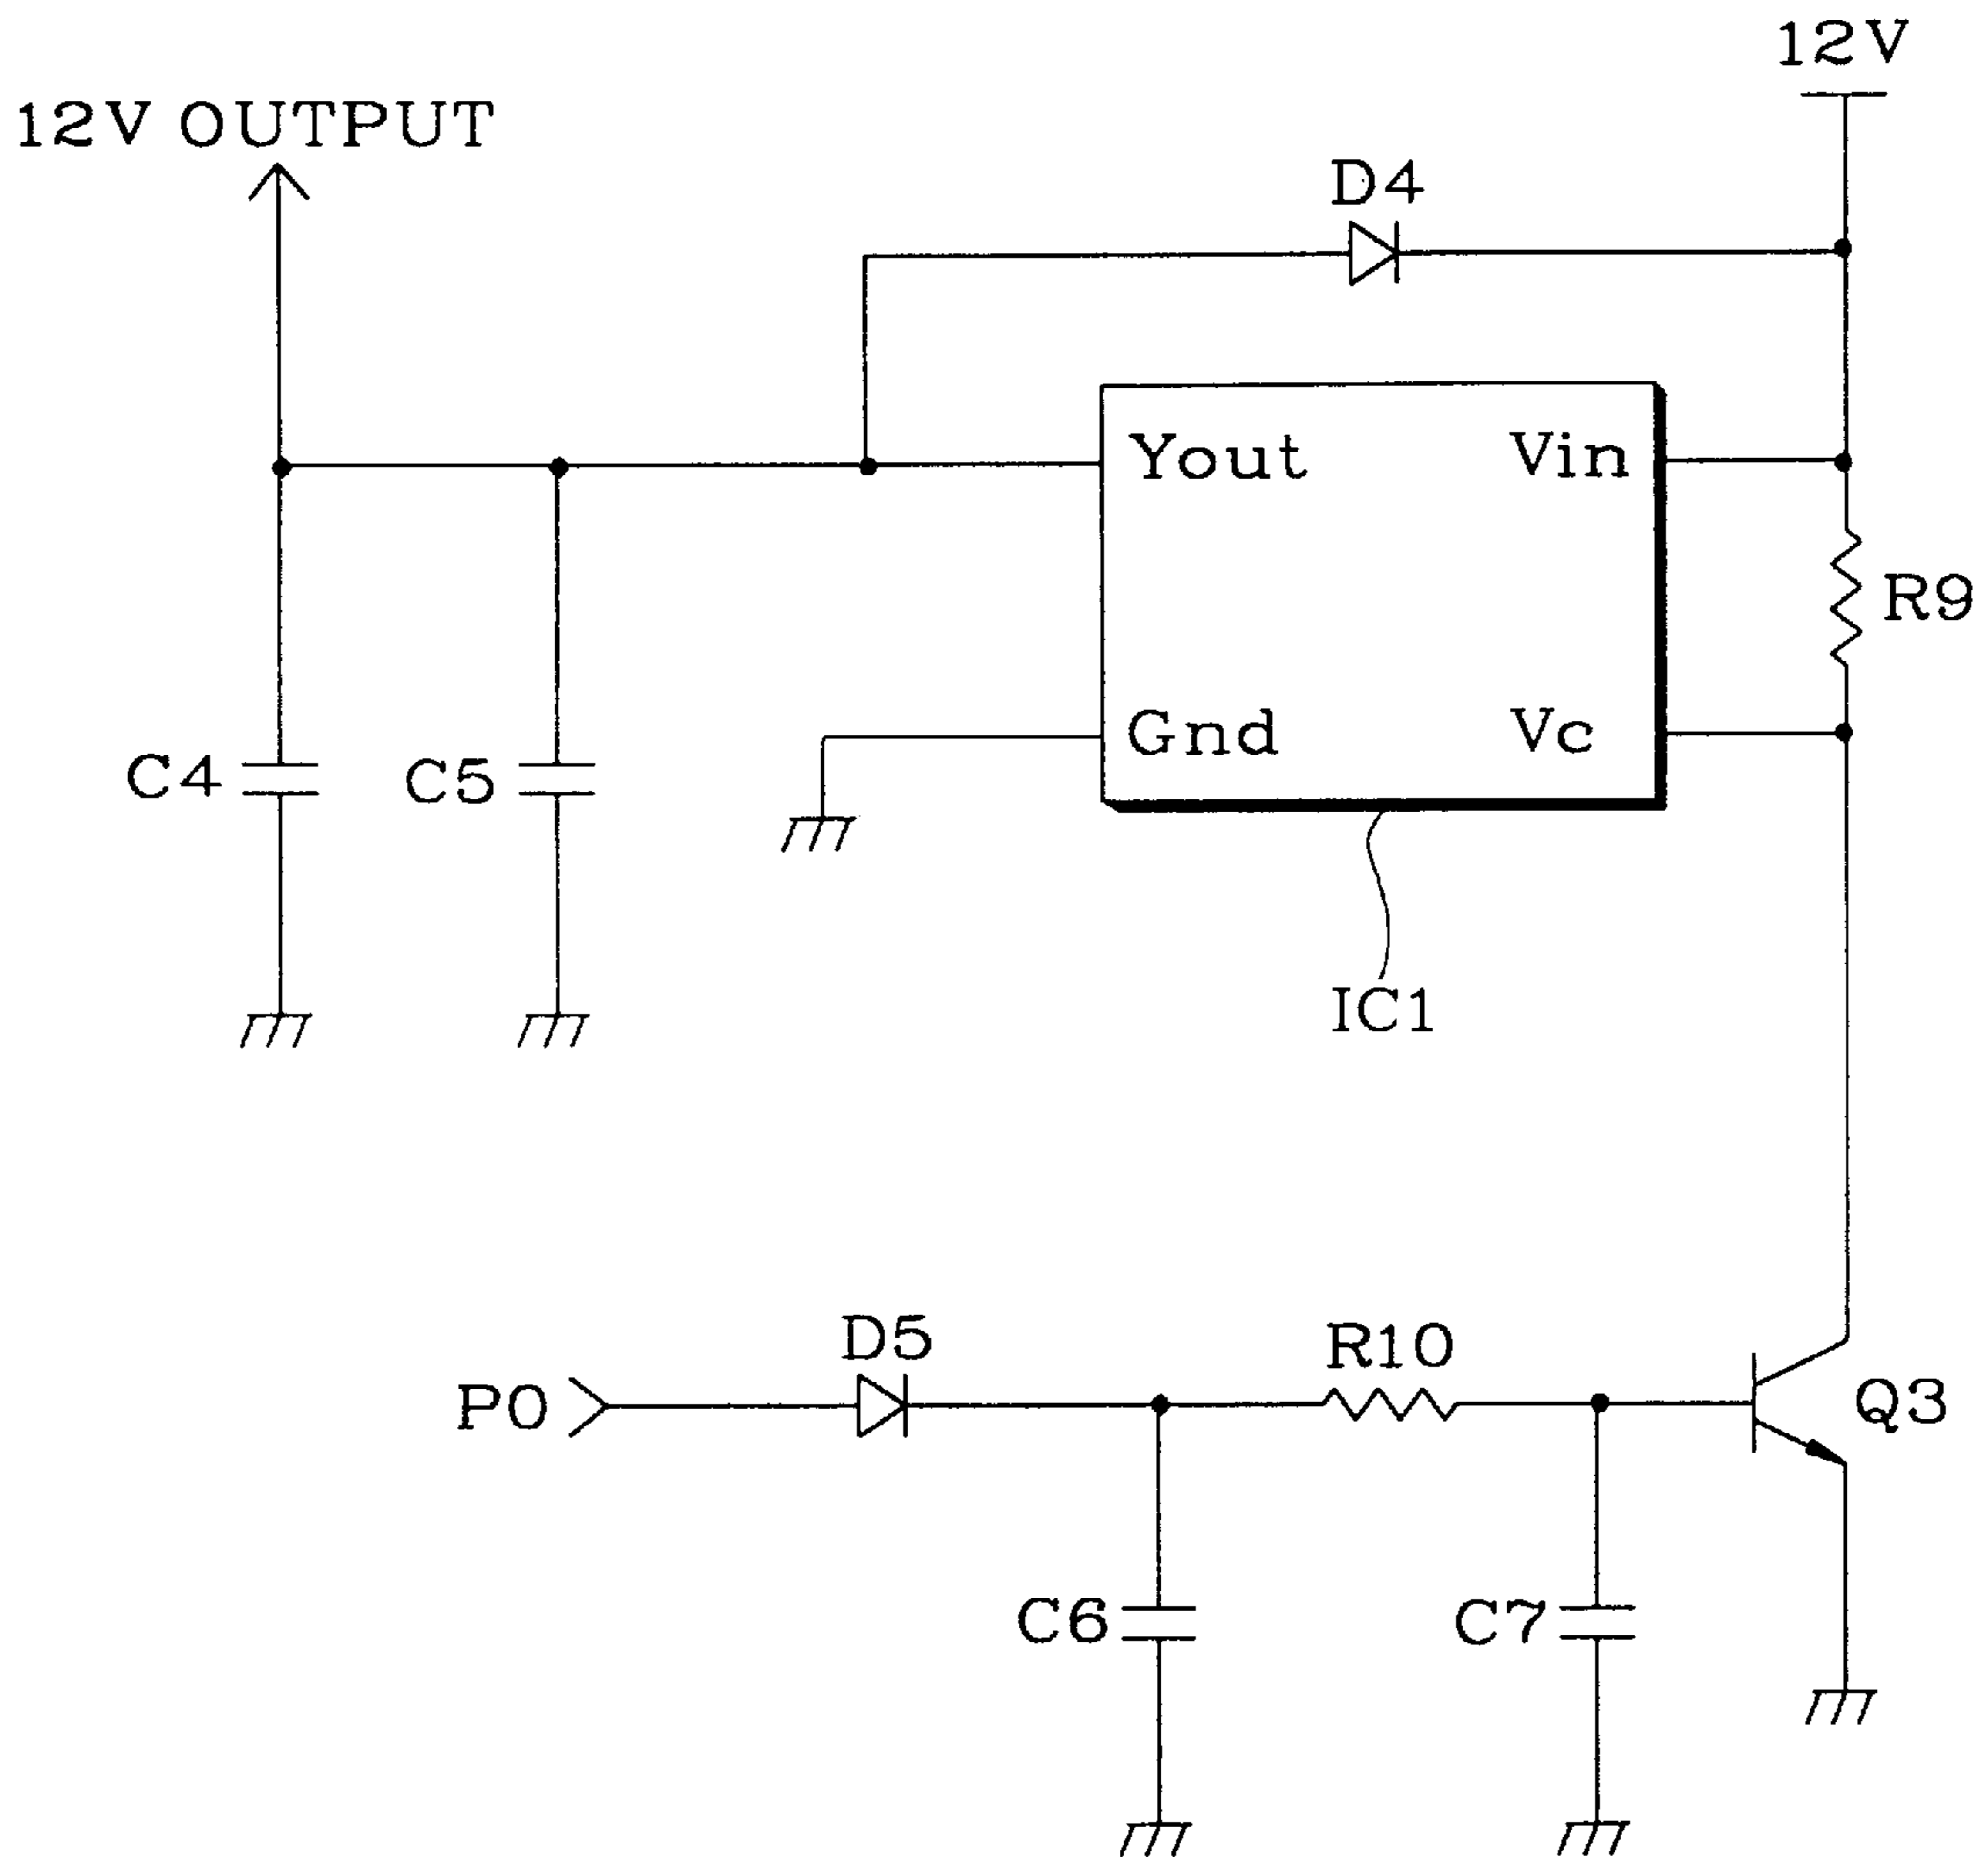 12V
12V OUTPUT
D4
Yout
Vin
R9
Gnd
Vc
C4
C5
IC1
D5
R10
P0
Q3
C6
C7